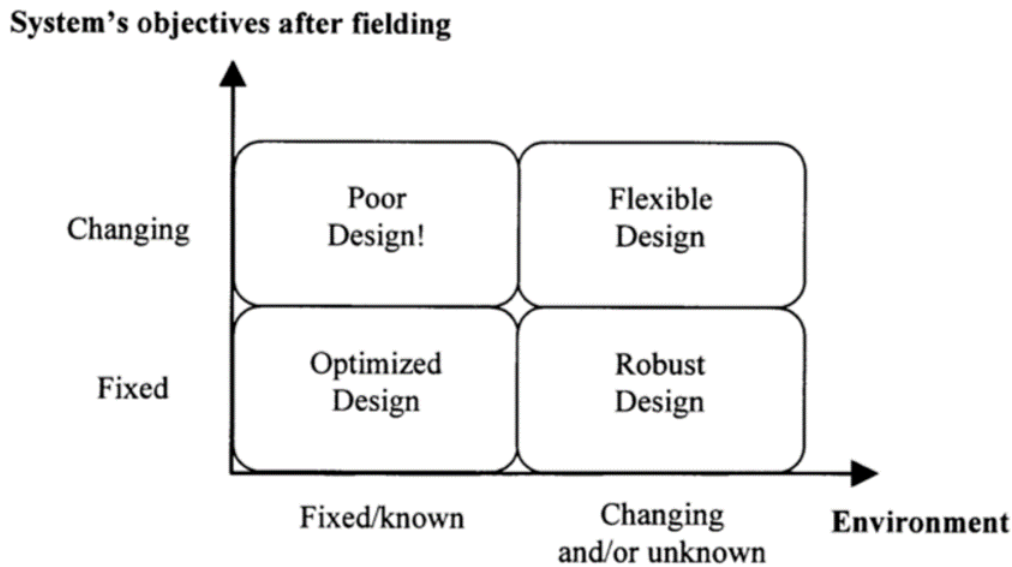 System's objectives after fielding
Poor
Design!
Flexible
Design
Changing
Optimized
Design
Robust
Design
Fixed
Fixed/known
Changing
and/or unknown
Environment